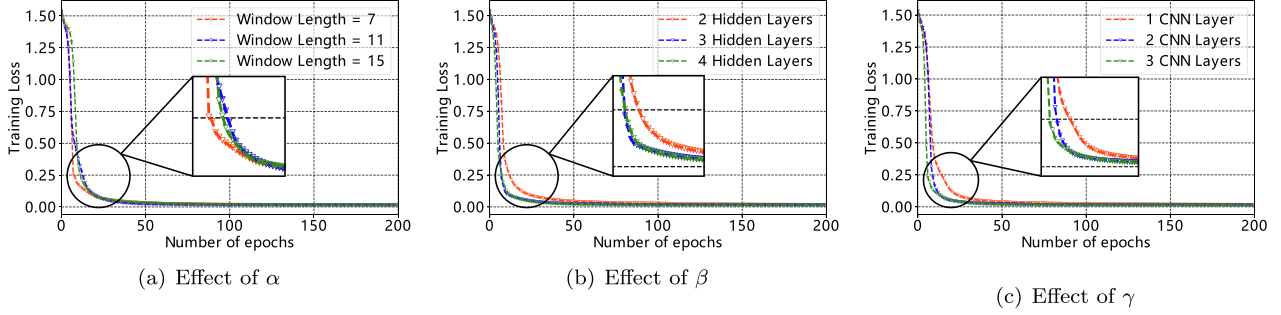 Training Loss
1.50
1.25
1.00
0.75
0.50
0.25
0.00
0 50 100 150 200
Number of epochs
Window Length = 7
Window Length = 11
Window Length = 15
(a) Effect of α
Training Loss
1.50
1.25
1.00
0.75
0.50
0.25
0.00
0 50 100 150 200
Number of epochs
2 Hidden Layers
3 Hidden Layers
4 Hidden Layers
(b) Effect of β
Training Loss
1.50
1.25
1.00
0.75
0.50
0.25
0.00
0 50 100 150 200
Number of epochs
1 CNN Layer
2 CNN Layers
3 CNN Layers
(c) Effect of γ